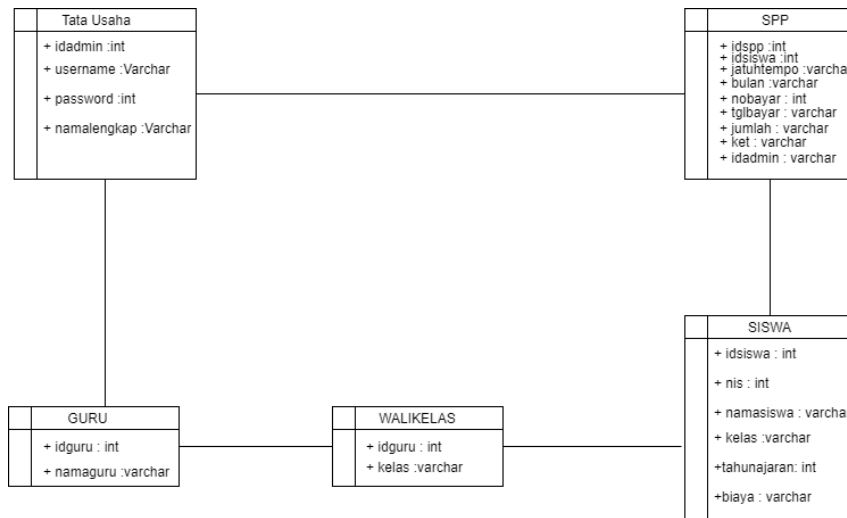 Tata Usaha
+ idadmin :int
+ username :Varchar
+ password :int
+ namalengkap :Varchar
SPP
+ idspp :int
+ idsiswa :int
+ jatuhtempo :varcha
+ bulan :varchar
+ nobayar : int
+ tglbayar : varchar
+ jumlah : varchar
+ ket : varchar
+ idadmin : varchar
GURU
+ idguru : int
+ namaguru :varchar
WALIKELAS
+ idguru : int
+ kelas :varchar
SISWA
+ idsiswa : int
+ nis : int
+ namasiswa : varchar
+ kelas :varchar
+tahunajaran: int
+biaya : varchar